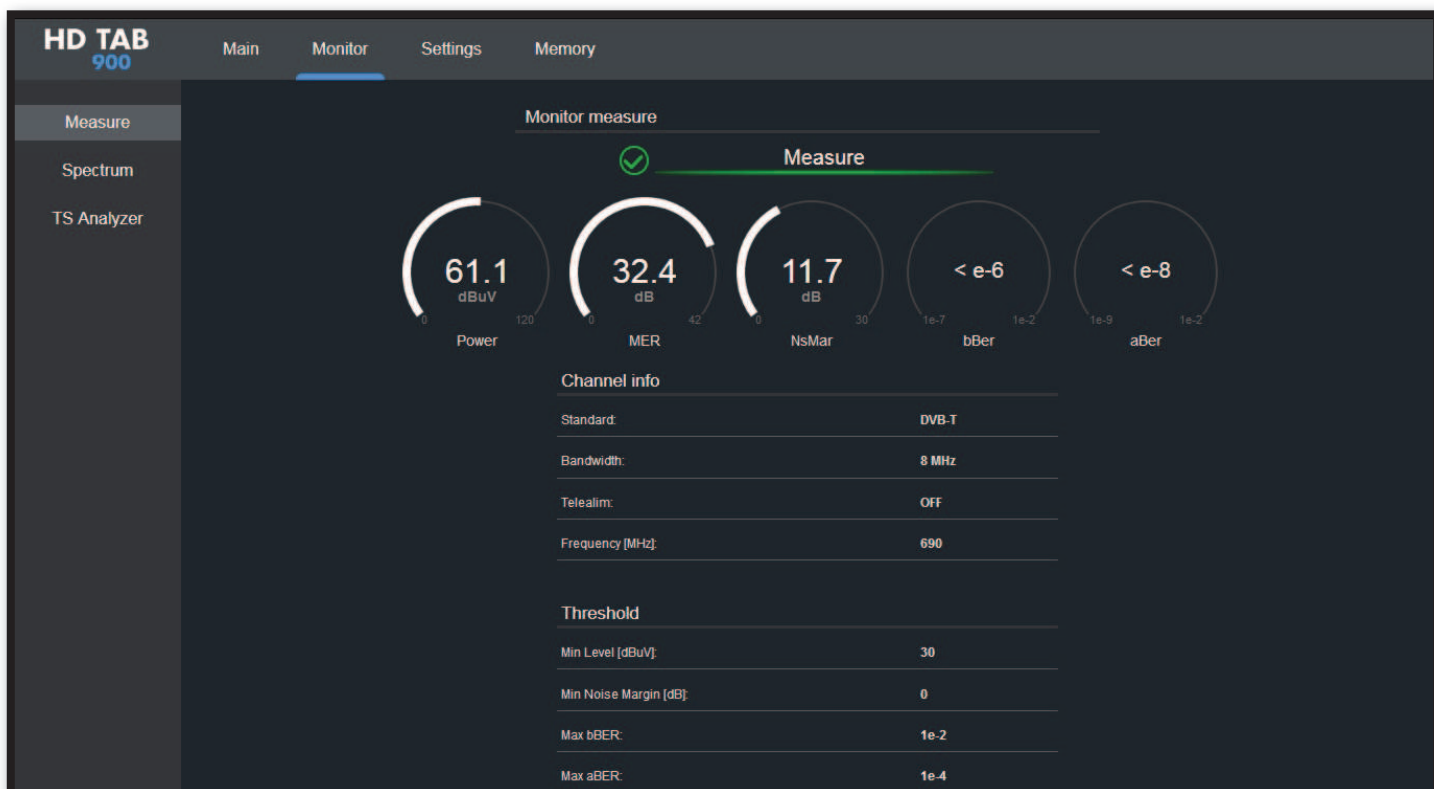 HD TAB
900
Main
Monitor
Settings
Memory
Measure
Spectrum
TS Analyzer
Monitor measure
Measure
61.1
dBuV
0
120
Power
32.4
dB
0
42
MER
11.7
dB
0
30
NsMar
< e-6
1e-7
1e-2
bBer
< e-8
1e-9
1e-2
aBer
Channel info
Standard: DVB-T
Bandwidth: 8 MHz
Telealim: OFF
Frequency [MHz]: 690
Threshold
Min Level [dBuV]: 30
Min Noise Margin [dB]: 0
Max bBER: 1e-2
Max aBER: 1e-4